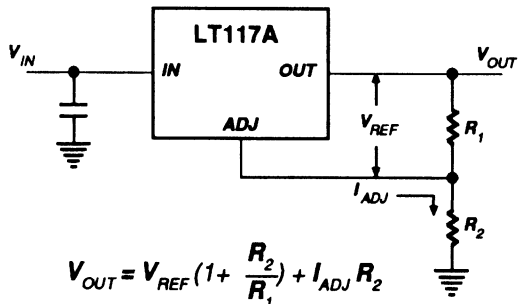 LT117A
V_IN
IN
OUT
V_OUT
ADJ
V_REF
R_1
I_ADJ
R_2
V_OUT = V_REF (1+ R_2/R_1) + I_ADJ R_2